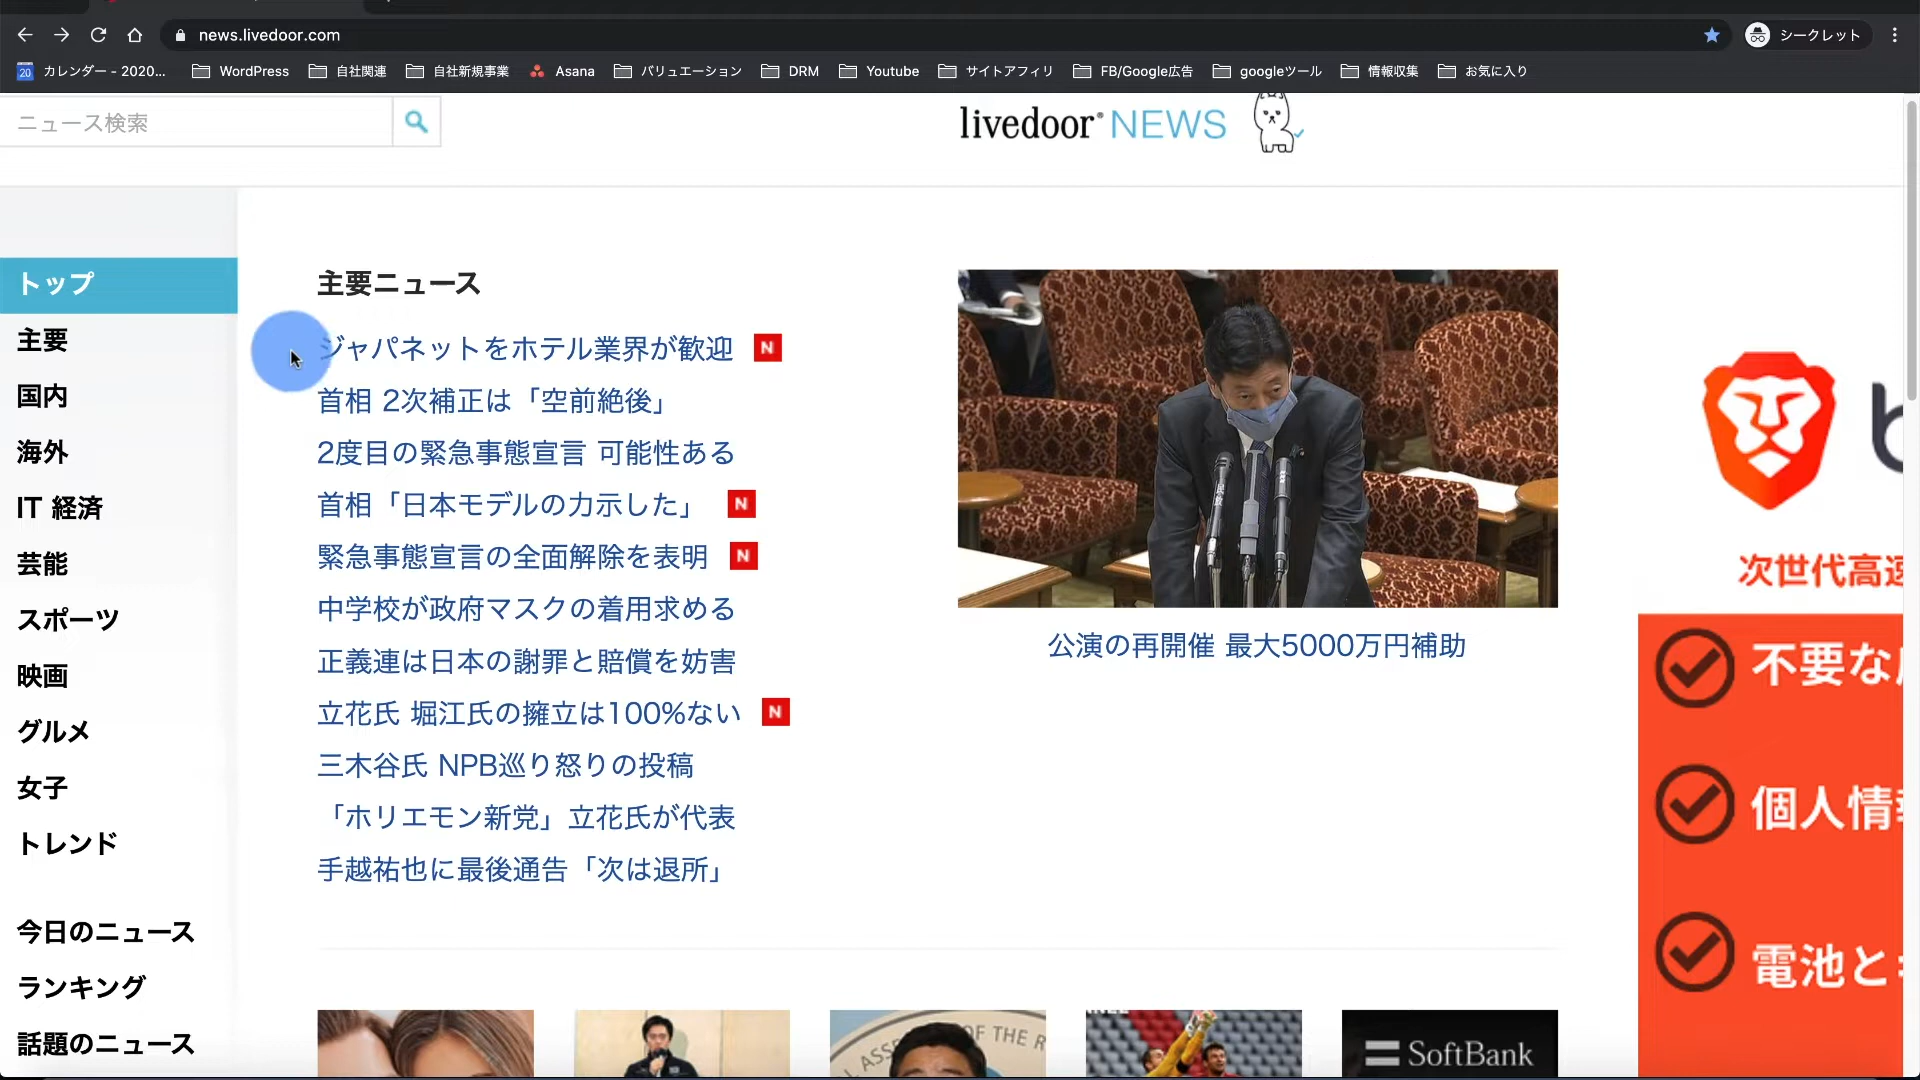 news.livedoor.com
シークレット
20 カレンダー - 2020...
WordPress
自社関連
自社新規事業
Asana
バリュエーション
DRM
Youtube
サイトアフィリ
FB/Google広告
googleツール
情報収集
お気に入り
ニュース検索
livedoor NEWS
トップ
主要
国内
海外
IT 経済
芸能
スポーツ
映画
グルメ
女子
トレンド
今日のニュース
ランキング
話題のニュース
主要ニュース
ジャパネットをホテル業界が歓迎 N
首相 2次補正は「空前絶後」
2度目の緊急事態宣言 可能性ある
首相「日本モデルの力示した」 N
緊急事態宣言の全面解除を表明 N
中学校が政府マスクの着用求める
正義連は日本の謝罪と賠償を妨害
立花氏 堀江氏の擁立は100%ない N
三木谷氏 NPB巡り怒りの投稿
「ホリエモン新党」立花氏が代表
手越祐也に最後通告「次は退所」
公演の再開催 最大5000万円補助
次世代高速
不要な
個人情報
電池と
OF THE R
SoftBank